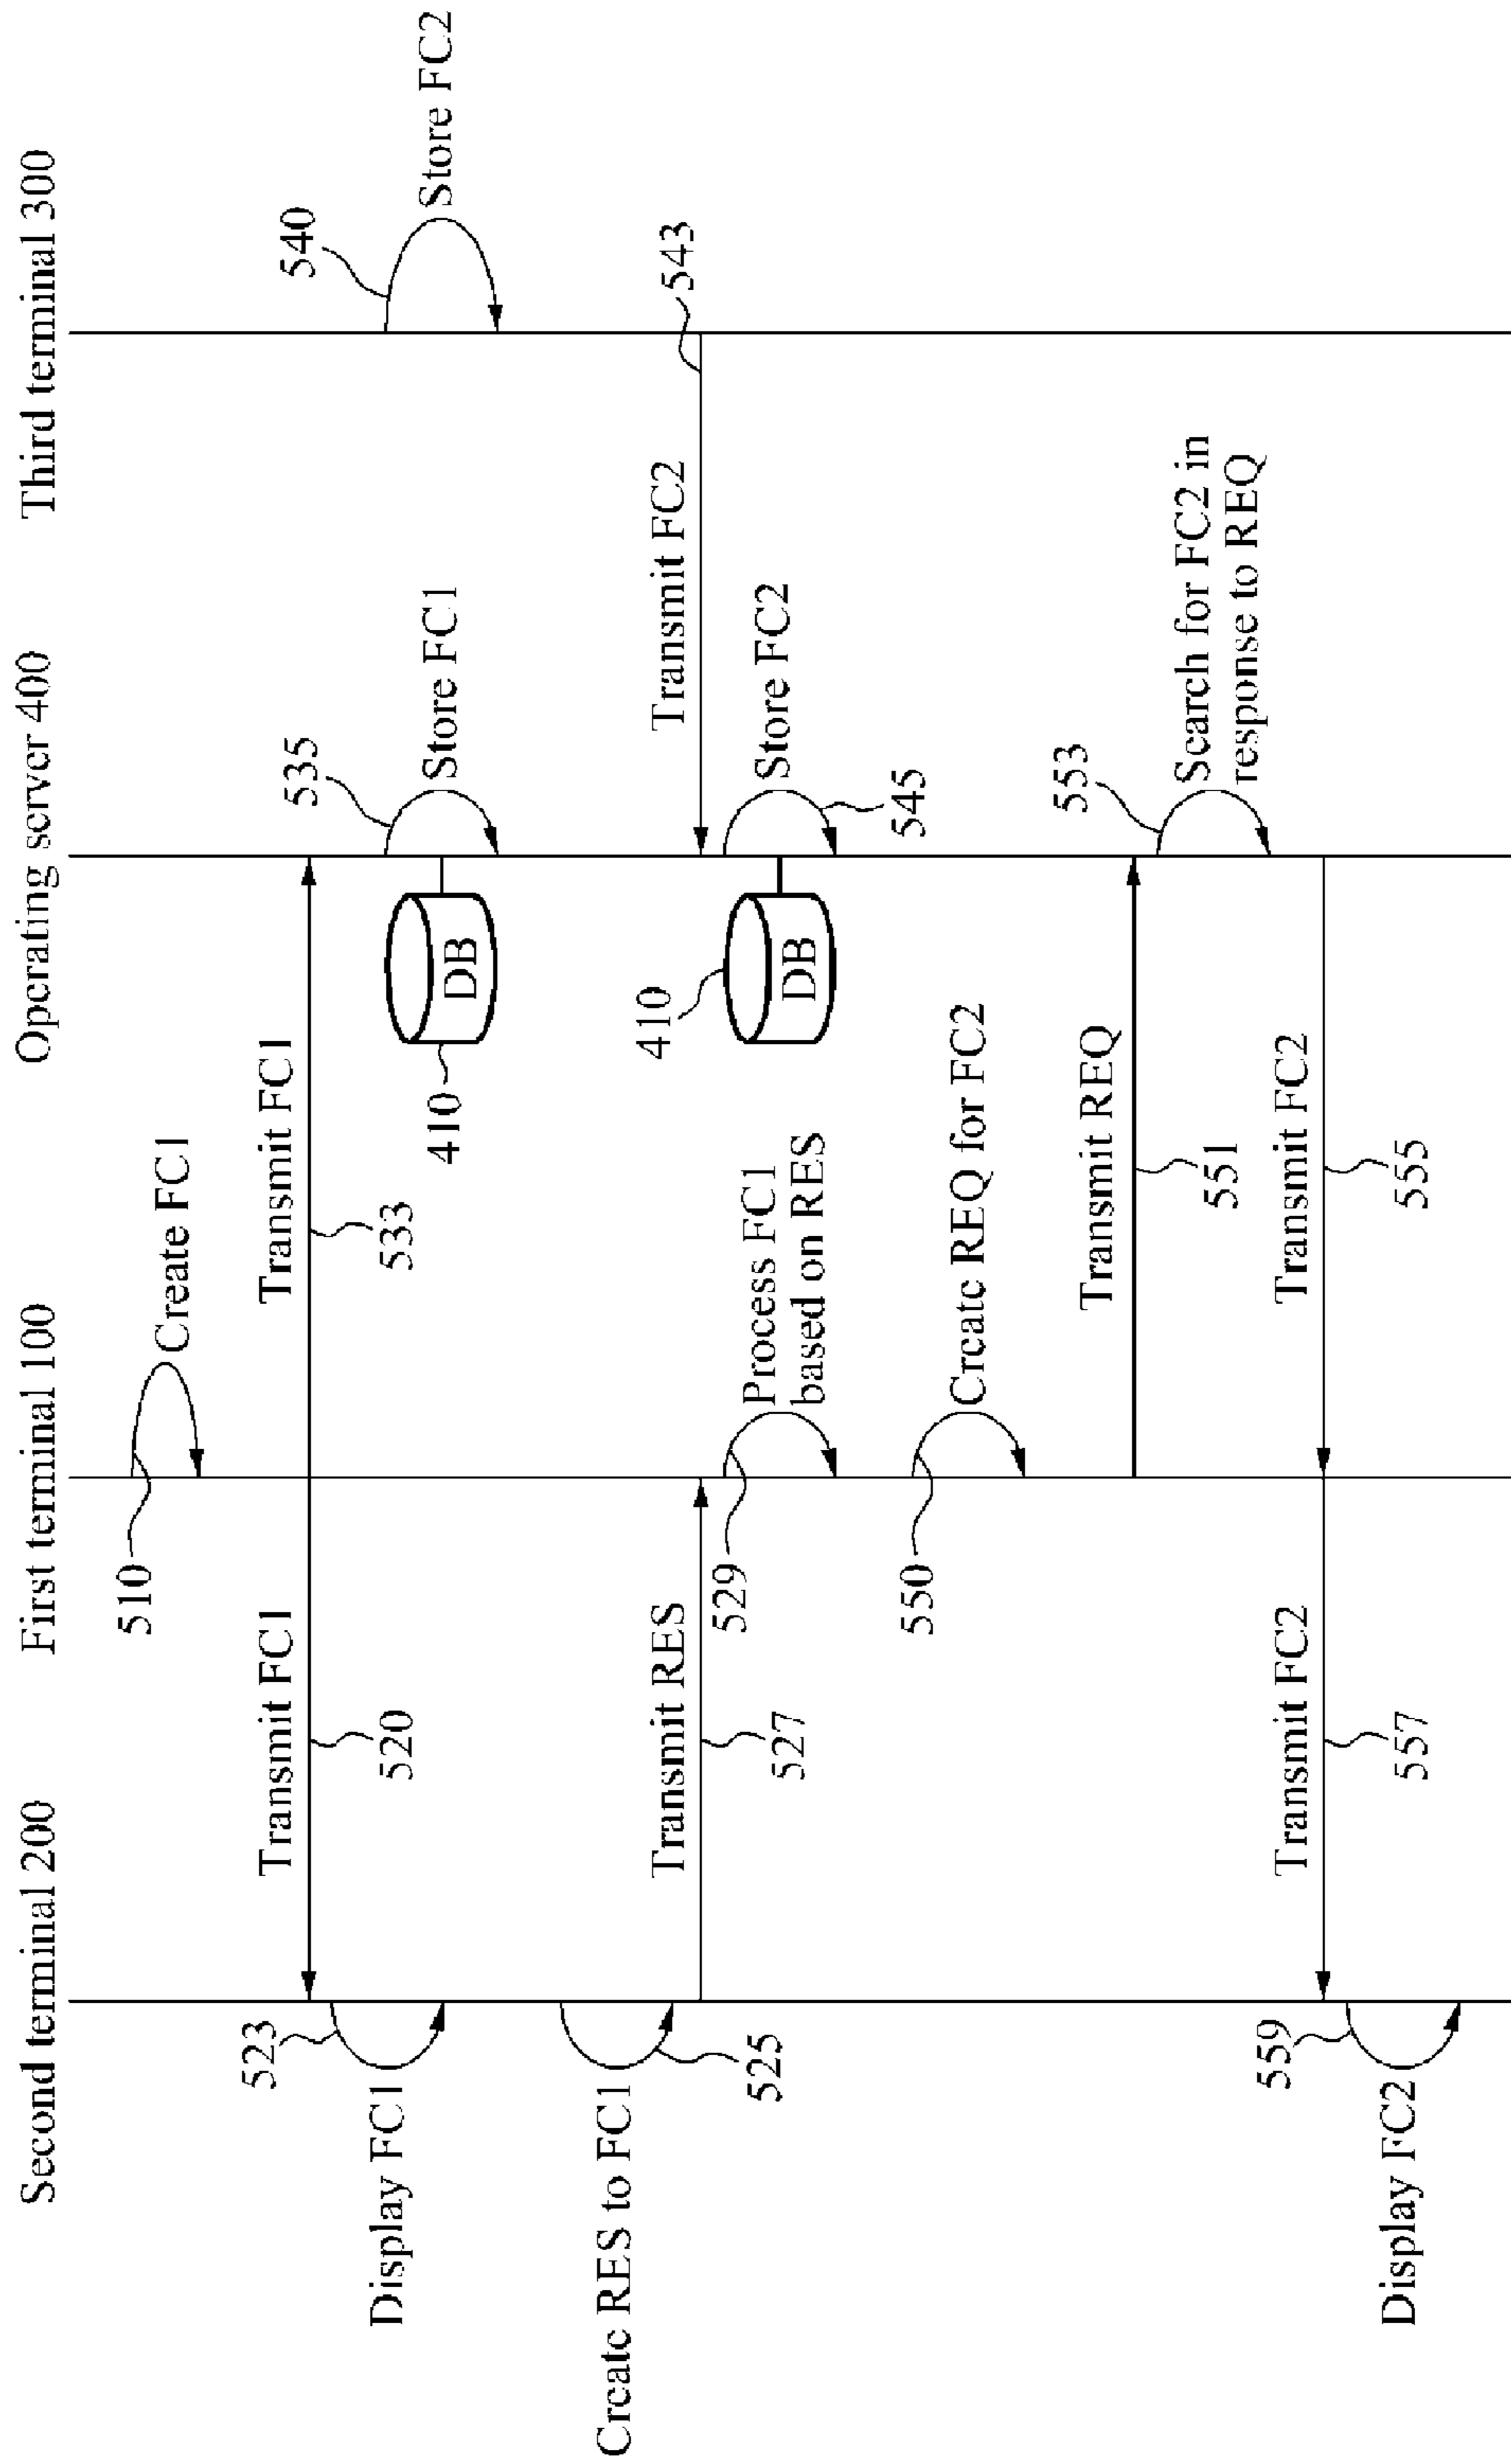 Second terminal 200
First terminal 100
Operating server 400
Third terminal 300
510
Create FC1
Transmit FC1
520
Transmit FC1
533
523
Display FC1
535
Store FC1
410
DB
540
Store FC2
Create RES to FC1
525
Transmit RES
527
Transmit FC2
543
529
Process FC1
based on RES
410
DB
Store FC2
545
550
Create REQ for FC2
Transmit REQ
551
553
Search for FC2 in
response to REQ
Transmit FC2
555
Transmit FC2
557
559
Display FC2